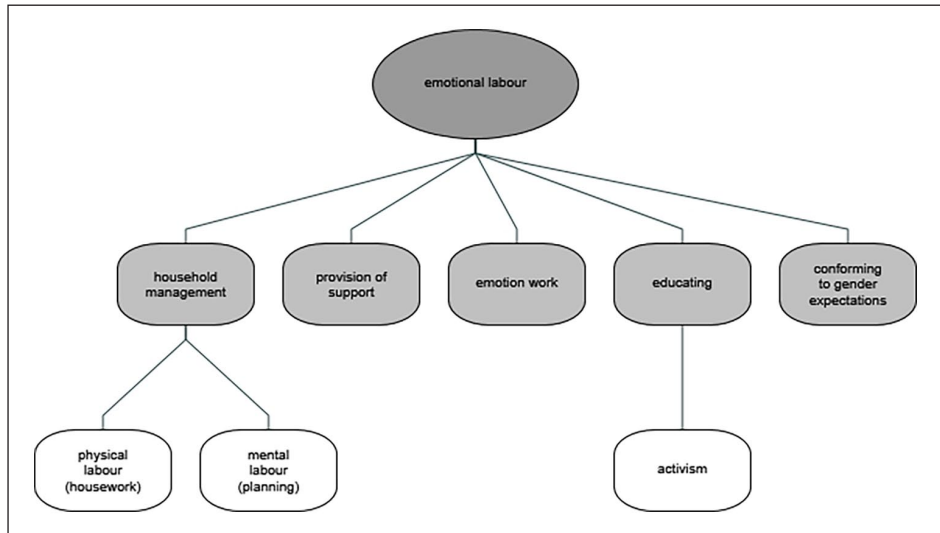 emotional labour
household
management
provision of
support
emotion work
educating
conforming
to gender
expectations
physical
labour
(housework)
mental
labour
(planning)
activism